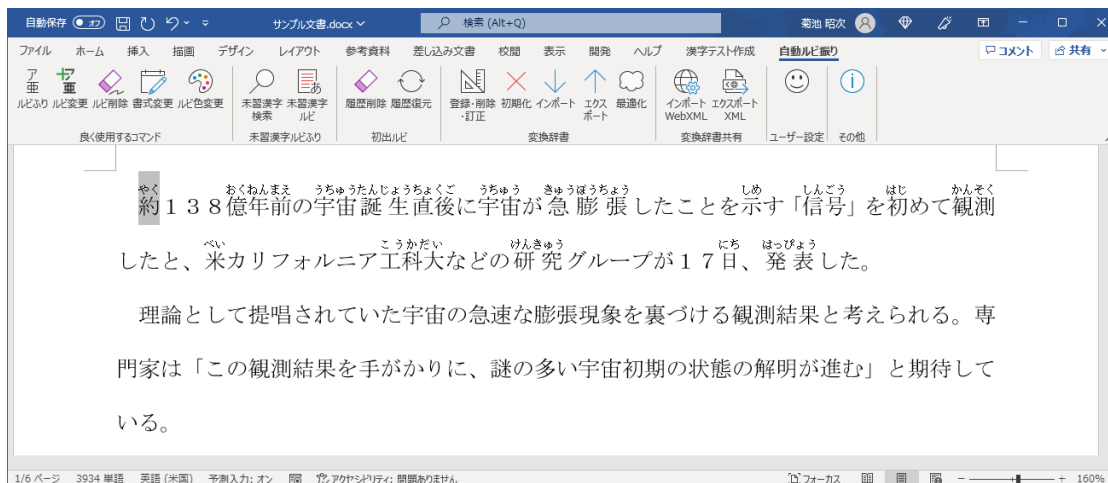 自動保存 オフ サンプル文書.docx 検索 (Alt+Q) 菊池 昭次
ファイル ホーム 挿入 描画 デザイン レイアウト 参考資料 差し込み文書 校閲 表示 開発 ヘルプ 漢字テスト作成 自動ルビ振り コメント 共有
ア亜 亜
ルビふり ルビ変更 ルビ削除 書式変更 ルビ色変更 未習漢字検索 未習漢字ルビ 履歴削除 履歴復元 登録・削除・訂正 初期化 インポート エクスポート 最適化 インポートWebXML エクスポートXML
良く使用するコマンド 未習漢字ルビふり 初出ルビ 変換辞書 変換辞書共有 ユーザー設定 その他
やく おくねんまえ うちゅうたんじょうちょくご うちゅう きゅうぼうちょう しめ しんごう はじ かんそく
約138億年前の宇宙誕生直後に宇宙が急膨張したことを示す「信号」を初めて観測
べい こうかだい けんきゅう にち はっぴょう
したと、米カリフォルニア工科大などの研究グループが17日、発表した。
理論として提唱されていた宇宙の急速な膨張現象を裏づける観測結果と考えられる。専
門家は「この観測結果を手がかりに、謎の多い宇宙初期の状態の解明が進む」と期待して
いる。
1/6 ページ 3934 単語 英語 (米国) 予測入力: オン アクセシビリティ: 問題ありません フォーカス 160%